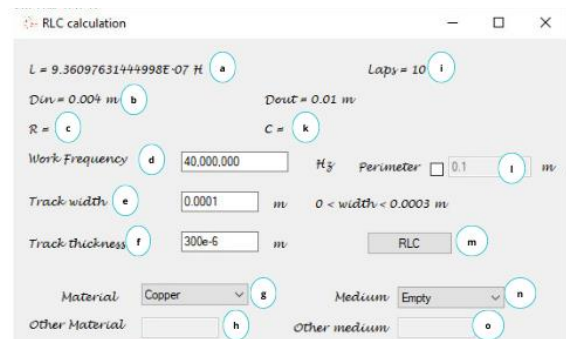 RLC calculation
L = 9.36097631444998E-07 H a Laps = 10 i
Din = 0.004 m b Dout = 0.01 m
R = c C = k
Work Frequency d 40,000,000 Hz Perimeter 0.1 l m
Track width e 0.0001 m 0 < width < 0.0003 m
Track thickness f 300e-6 m RLC m
Material Copper g Medium Empty n
Other Material h Other medium o